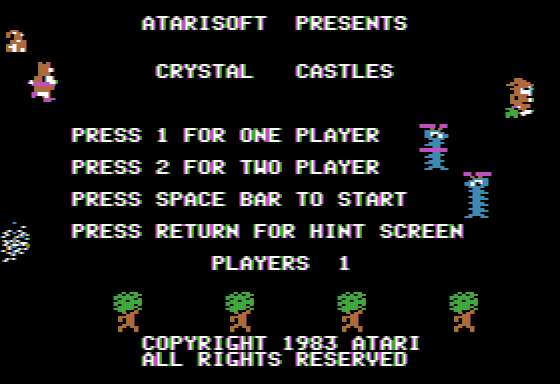 ATARISOFT PRESENTS
CRYSTAL CASTLES
PRESS 1 FOR ONE PLAYER
PRESS 2 FOR TWO PLAYER
PRESS SPACE BAR TO START
PRESS RETURN FOR HINT SCREEN
PLAYERS 1
COPYRIGHT 1983 ATARI
ALL RIGHTS RESERVED